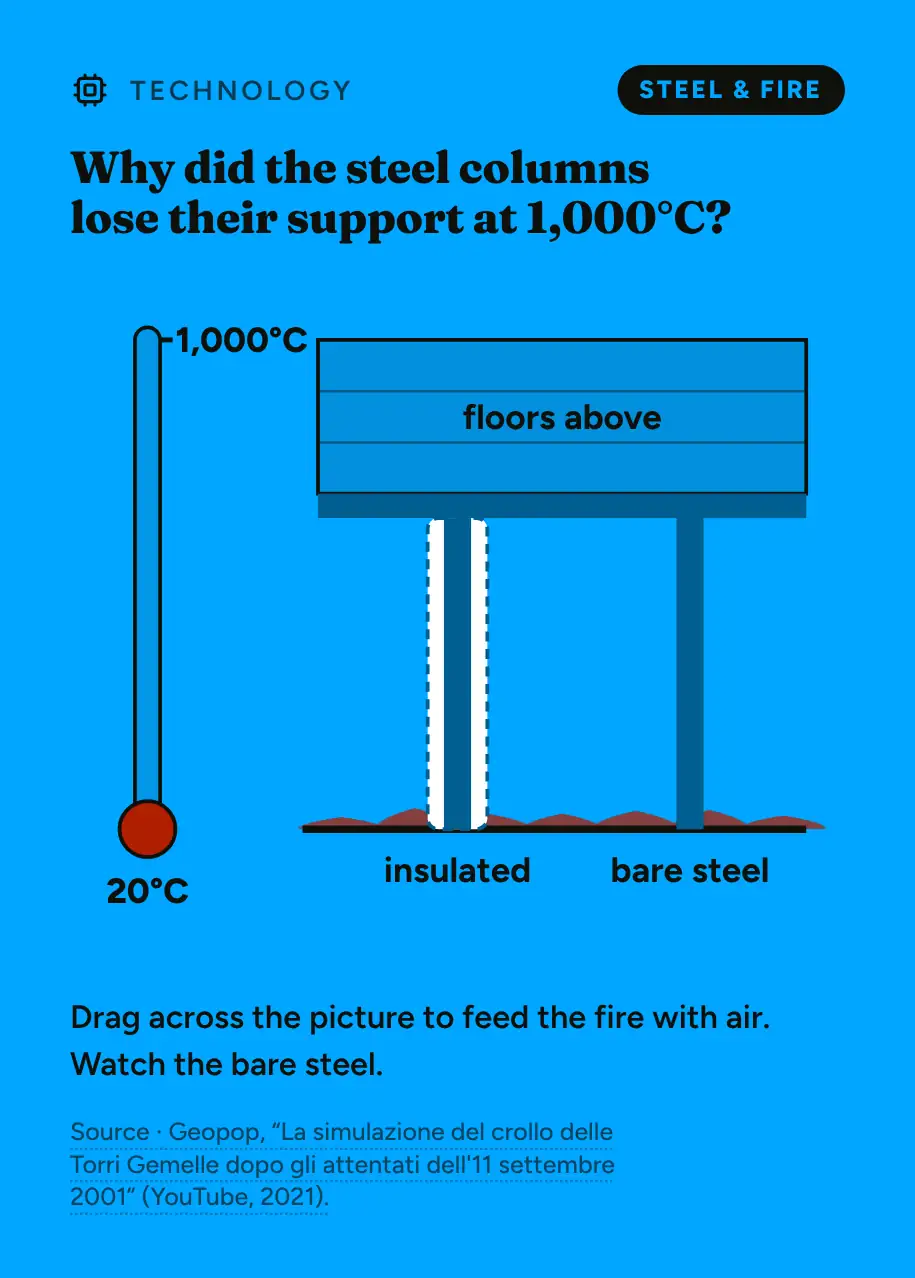 TECHNOLOGY
STEEL & FIRE
Why did the steel columns
lose their support at 1,000°C?
1,000°C
floors above
insulated
bare steel
20°C
Drag across the picture to feed the fire with air.
Watch the bare steel.
Source · Geopop, “La simulazione del crollo delle
Torri Gemelle dopo gli attentati dell'11 settembre
2001” (YouTube, 2021).